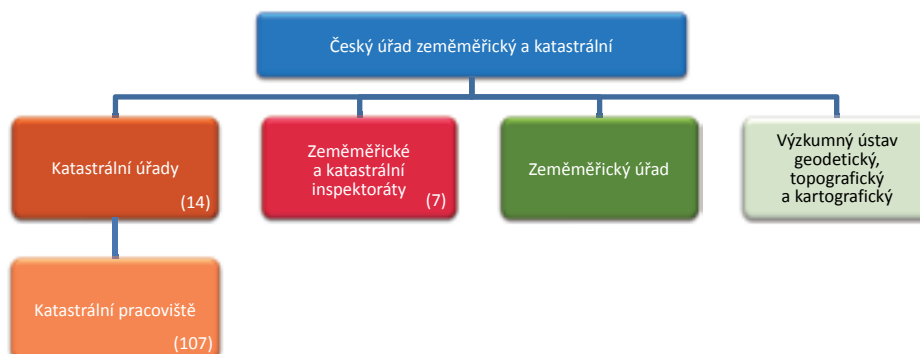 Český úřad zeměměřický a katastrální
Katastrální úřady
(14)
Zeměměřické
a katastrální
inspektoráty
(7)
Zeměměřický úřad
Výzkumný ústav
geodetický,
topografický
a kartografický
Katastrální pracoviště
(107)